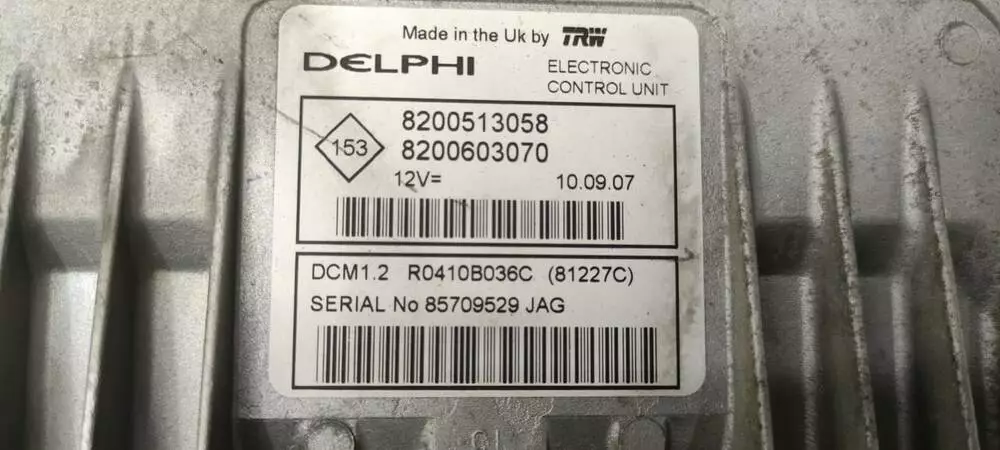 Made in the Uk by TRW
DELPHI
ELECTRONIC
CONTROL UNIT
153
8200513058
8200603070
12V=
10.09.07
DCM1.2 R0410B036C (81227C)
SERIAL No 85709529 JAG